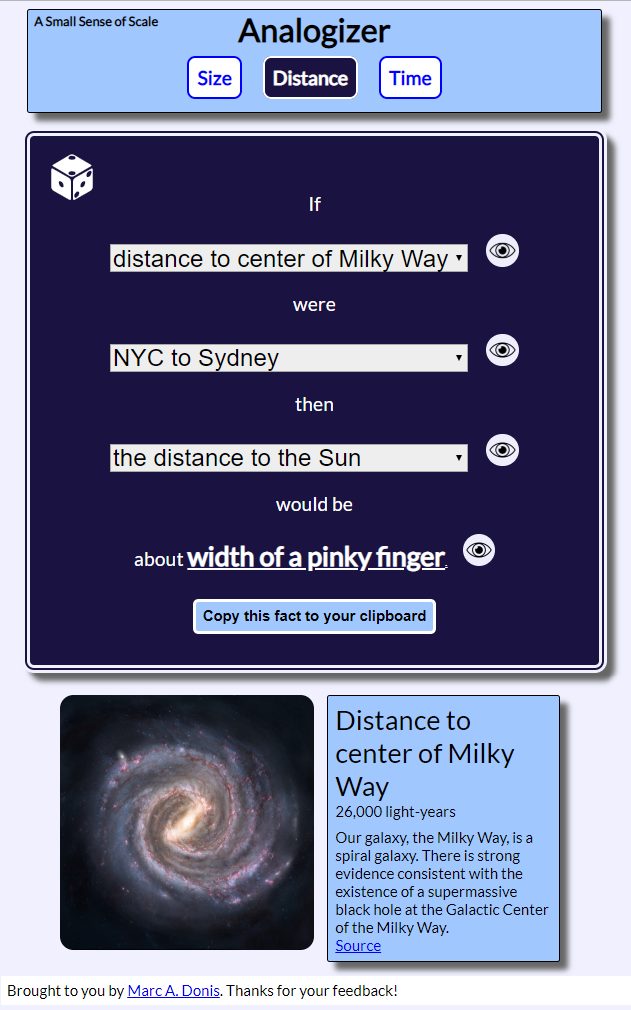 A Small Sense of Scale
Analogizer
Size Distance Time
If
distance to center of Milky Way
were
NYC to Sydney
then
the distance to the Sun
would be
about width of a pinky finger.
Copy this fact to your clipboard
Distance to
center of Milky
Way
26,000 light-years
Our galaxy, the Milky Way, is a
spiral galaxy. There is strong
evidence consistent with the
existence of a supermassive
black hole at the Galactic Center
of the Milky Way.
Source
Brought to you by Marc A. Donis. Thanks for your feedback!